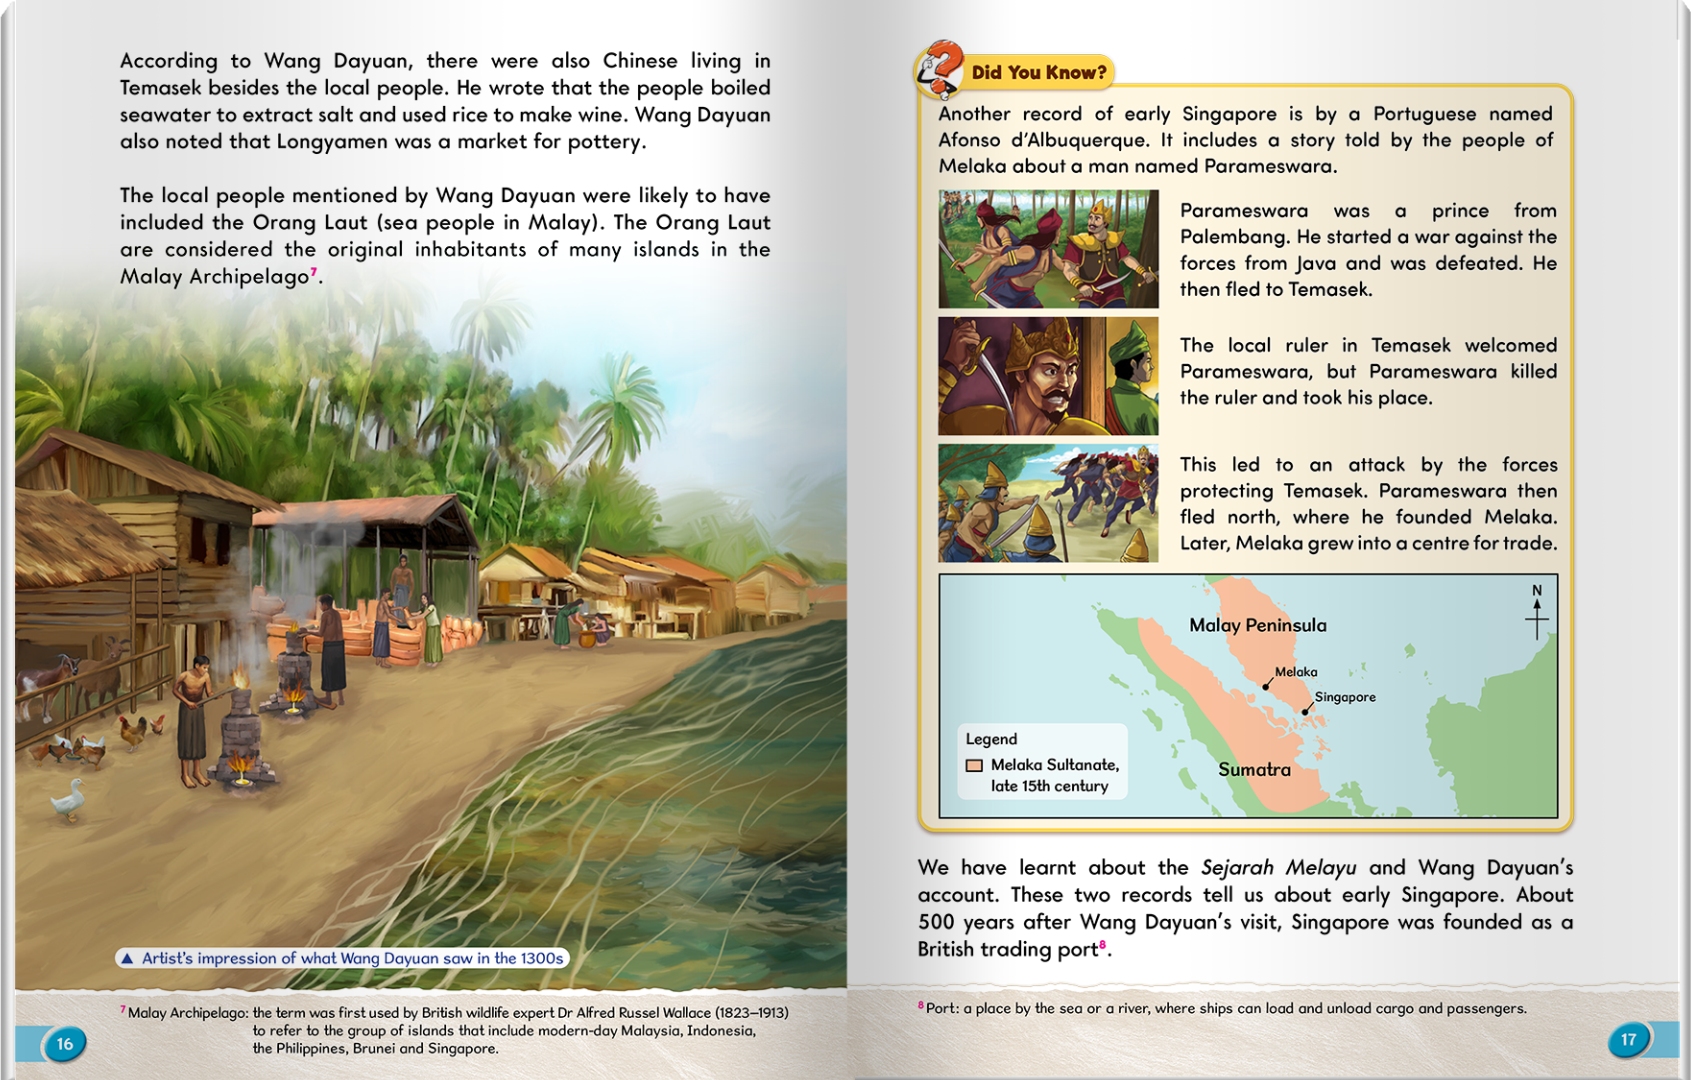 According to Wang Dayuan, there were also Chinese living in
Temasek besides the local people. He wrote that the people boiled
seawater to extract salt and used rice to make wine. Wang Dayuan
also noted that Longyamen was a market for pottery.
The local people mentioned by Wang Dayuan were likely to have
included the Orang Laut (sea people in Malay). The Orang Laut
are considered the original inhabitants of many islands in the
Malay Archipelago⁷.
▲ Artist's impression of what Wang Dayuan saw in the 1300s
⁷ Malay Archipelago: the term was first used by British wildlife expert Dr Alfred Russel Wallace (1823–1913)
to refer to the group of islands that include modern-day Malaysia, Indonesia,
the Philippines, Brunei and Singapore.
16
? Did You Know?
Another record of early Singapore is by a Portuguese named
Afonso d'Albuquerque. It includes a story told by the people of
Melaka about a man named Parameswara.
Parameswara was a prince from
Palembang. He started a war against the
forces from Java and was defeated. He
then fled to Temasek.
The local ruler in Temasek welcomed
Parameswara, but Parameswara killed
the ruler and took his place.
This led to an attack by the forces
protecting Temasek. Parameswara then
fled north, where he founded Melaka.
Later, Melaka grew into a centre for trade.
N
Malay Peninsula
Melaka
Singapore
Legend
Melaka Sultanate,
late 15th century
Sumatra
We have learnt about the Sejarah Melayu and Wang Dayuan's
account. These two records tell us about early Singapore. About
500 years after Wang Dayuan's visit, Singapore was founded as a
British trading port⁸.
⁸ Port: a place by the sea or a river, where ships can load and unload cargo and passengers.
17